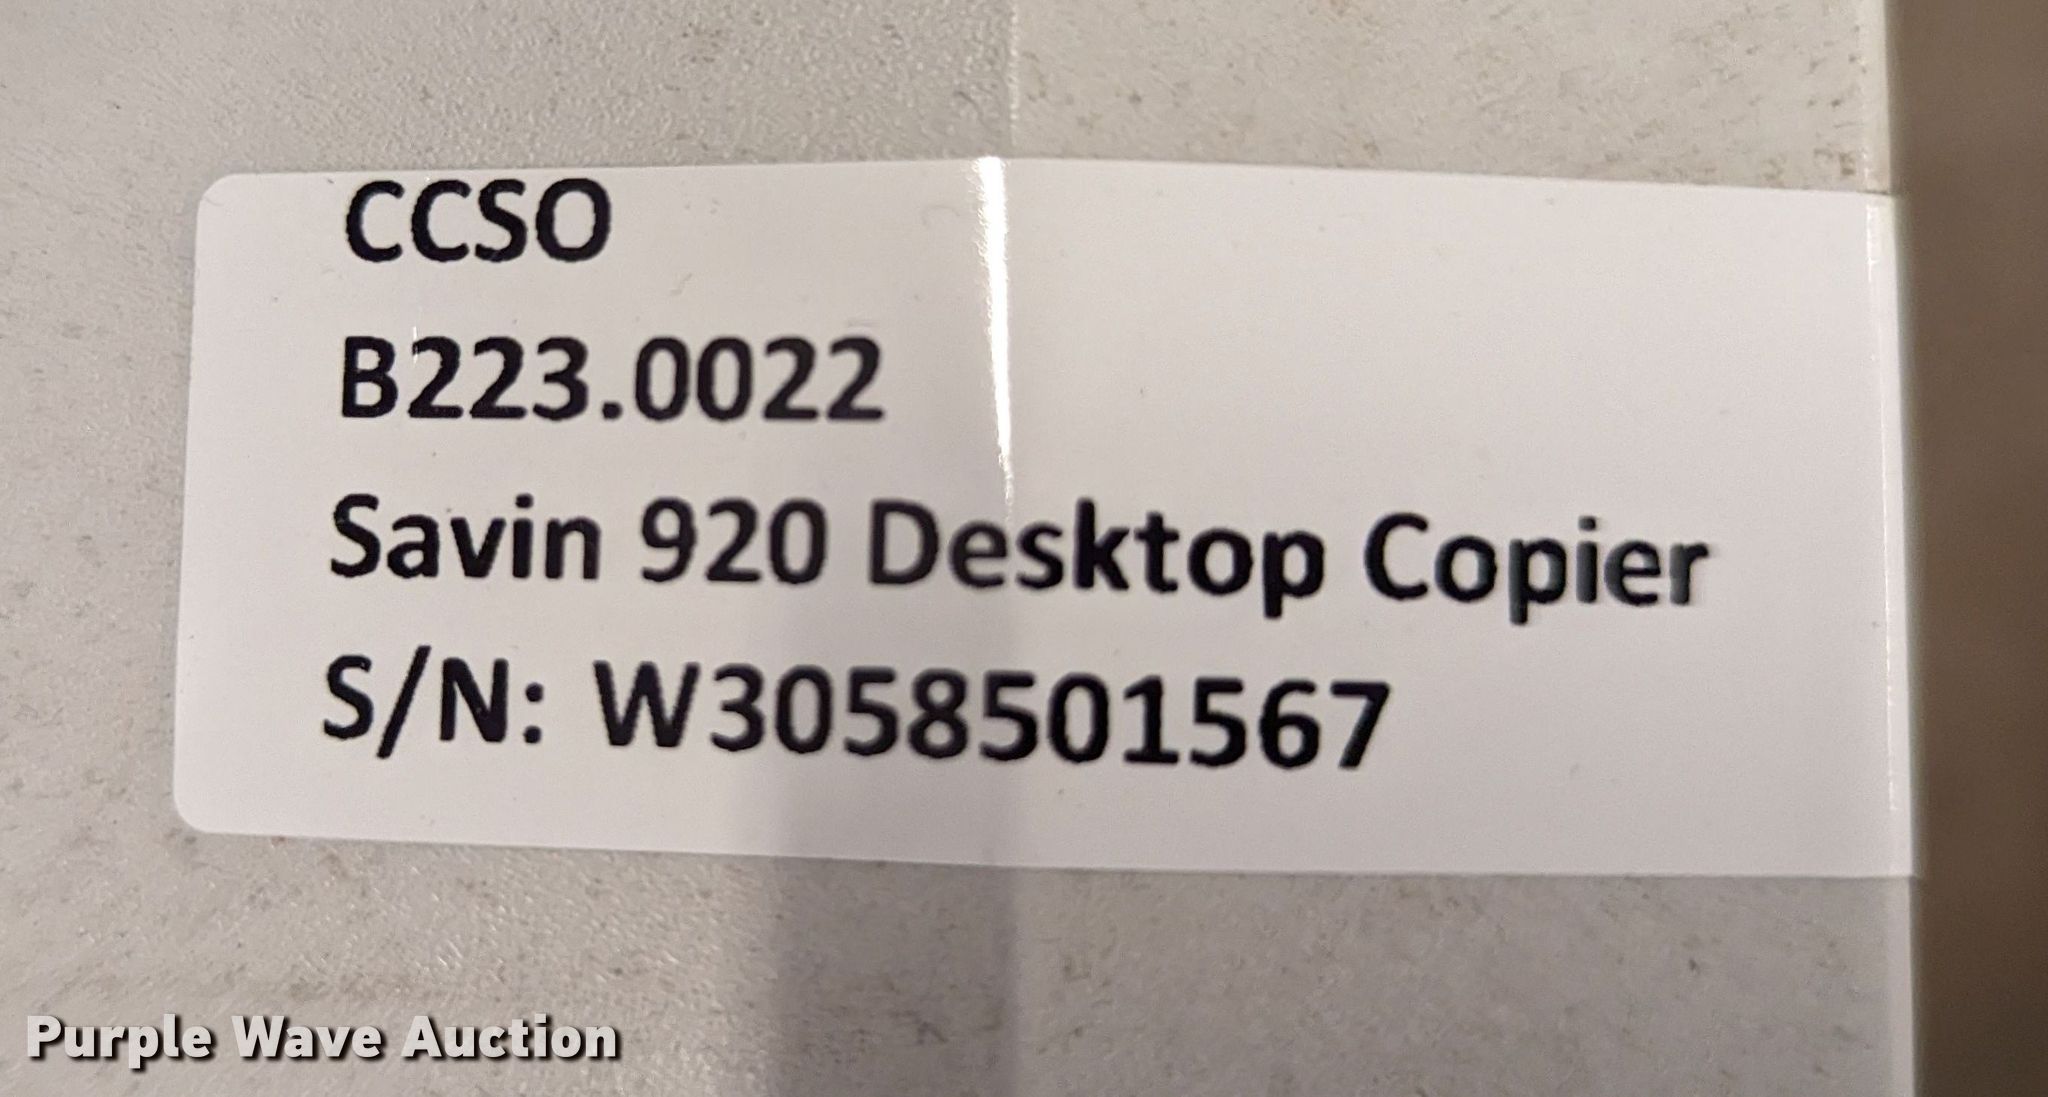 CCSO
B223.0022
Savin 920 Desktop Copier
S/N: W3058501567
Purple Wave Auction